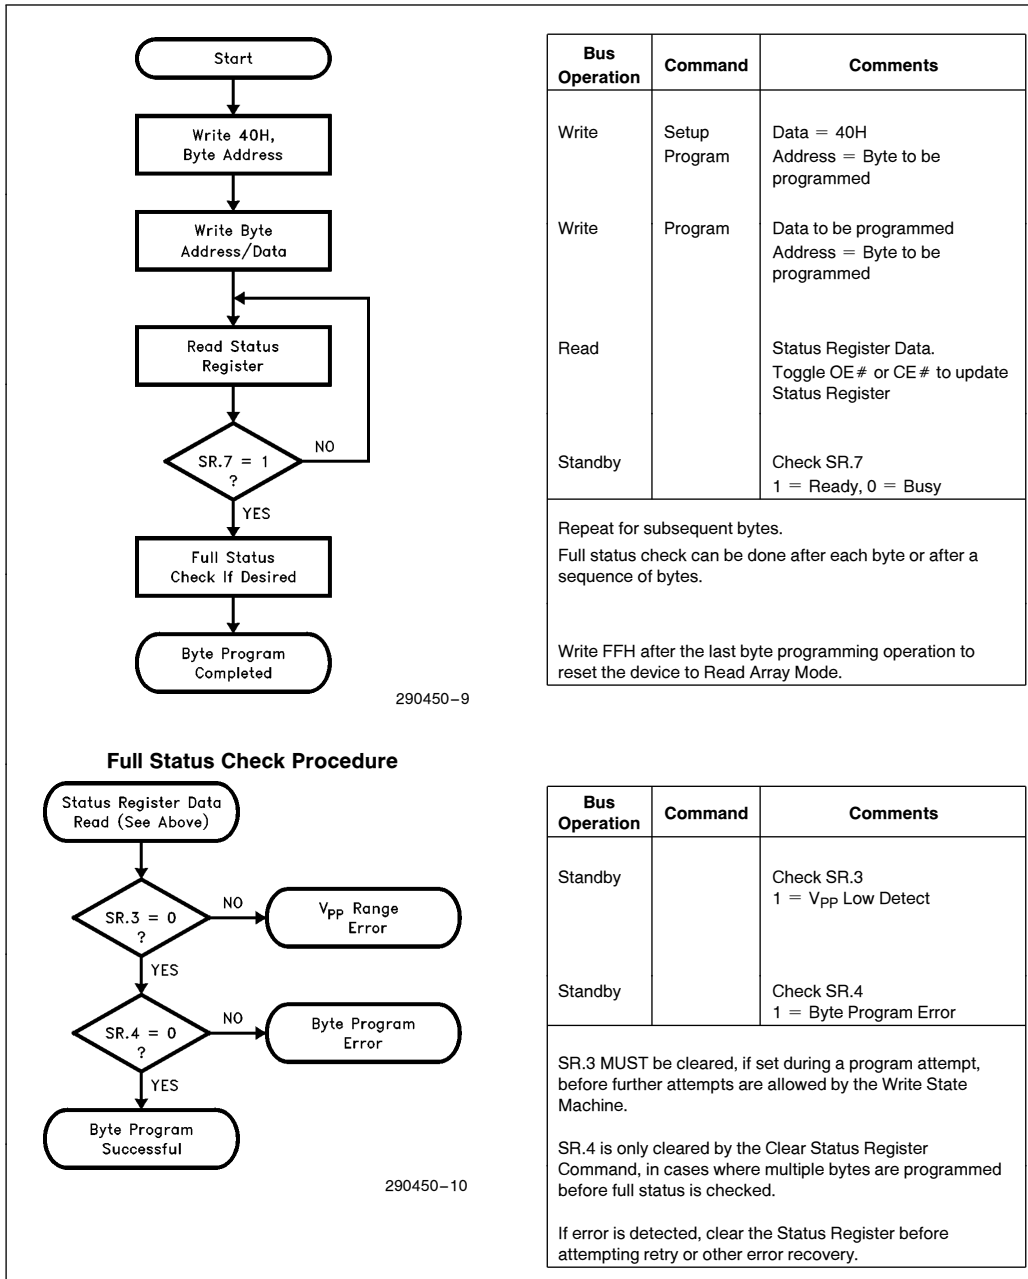 Start
Write 40H,
Byte Address
Write Byte
Address/Data
Read Status
Register
SR.7 = 1
?
NO
YES
Full Status
Check If Desired
Byte Program
Completed
290450–9
Bus
Operation
Command
Comments
Write
Setup
Program
Data = 40H
Address = Byte to be
programmed
Write
Program
Data to be programmed
Address = Byte to be
programmed
Read
Status Register Data.
Toggle OE# or CE# to update
Status Register
Standby
Check SR.7
1 = Ready, 0 = Busy
Repeat for subsequent bytes.
Full status check can be done after each byte or after a
sequence of bytes.
Write FFH after the last byte programming operation to
reset the device to Read Array Mode.
Full Status Check Procedure
Status Register Data
Read (See Above)
SR.3 = 0
?
NO
VPP Range
Error
YES
SR.4 = 0
?
NO
Byte Program
Error
YES
Byte Program
Successful
290450–10
Bus
Operation
Command
Comments
Standby
Check SR.3
1 = VPP Low Detect
Standby
Check SR.4
1 = Byte Program Error
SR.3 MUST be cleared, if set during a program attempt,
before further attempts are allowed by the Write State
Machine.
SR.4 is only cleared by the Clear Status Register
Command, in cases where multiple bytes are programmed
before full status is checked.
If error is detected, clear the Status Register before
attempting retry or other error recovery.